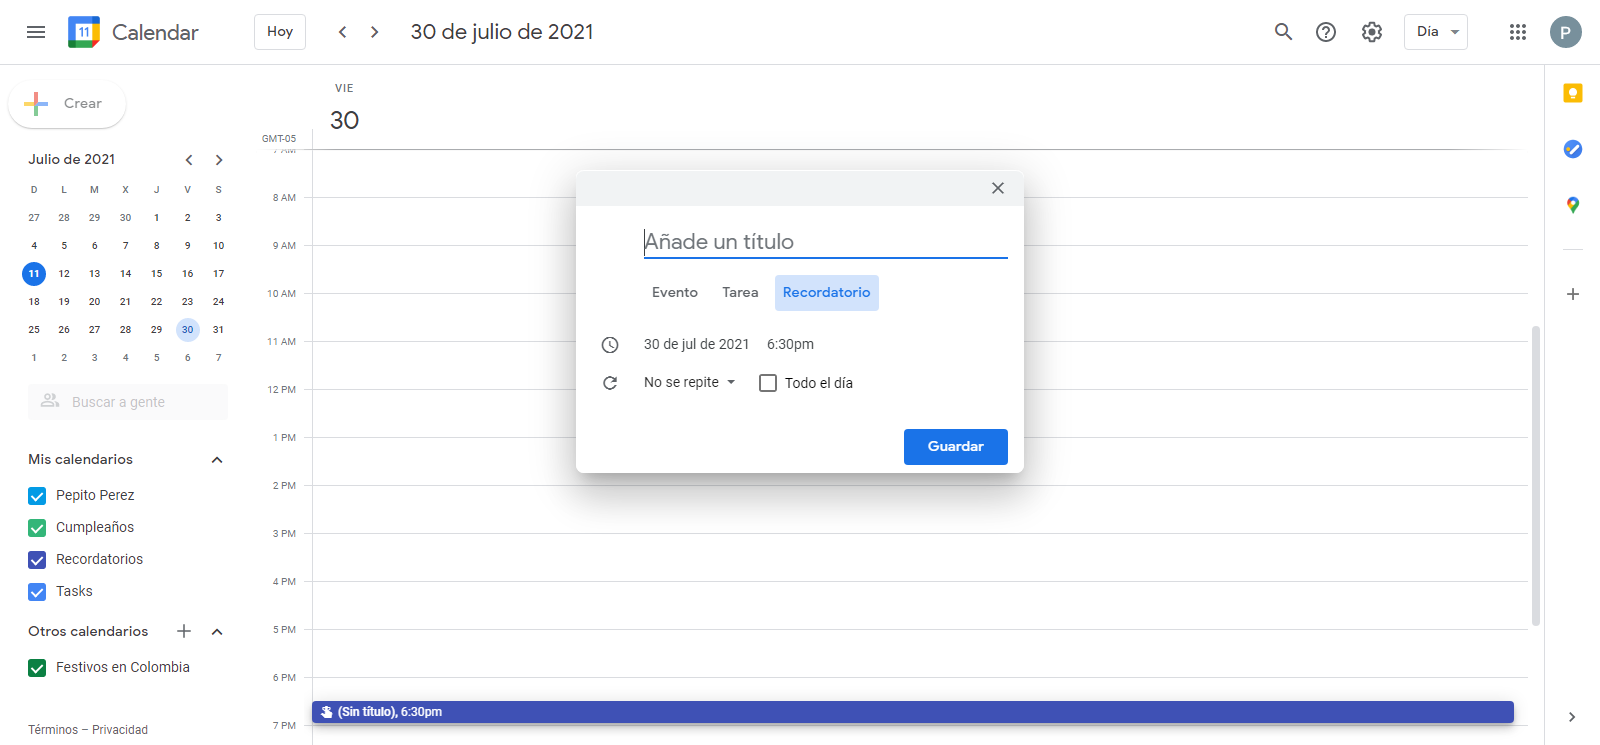 11 Calendar
Hoy
30 de julio de 2021
Día
P
Crear
Julio de 2021
D L M X J V S
27 28 29 30 1 2 3
4 5 6 7 8 9 10
11 12 13 14 15 16 17
18 19 20 21 22 23 24
25 26 27 28 29 30 31
1 2 3 4 5 6 7
Buscar a gente
Mis calendarios
Pepito Perez
Cumpleaños
Recordatorios
Tasks
Otros calendarios
Festivos en Colombia
Términos – Privacidad
VIE
30
GMT-05
7 AM
8 AM
9 AM
10 AM
11 AM
12 PM
1 PM
2 PM
3 PM
4 PM
5 PM
6 PM
7 PM
Añade un título
Evento Tarea Recordatorio
30 de jul de 2021 6:30pm
No se repite Todo el día
Guardar
(Sin título), 6:30pm